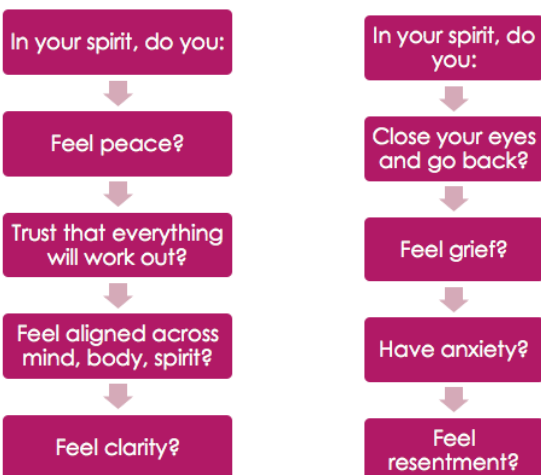 In your spirit, do you:
Feel peace?
Trust that everything
will work out?
Feel aligned across
mind, body, spirit?
Feel clarity?
In your spirit, do
you:
Close your eyes
and go back?
Feel grief?
Have anxiety?
Feel
resentment?